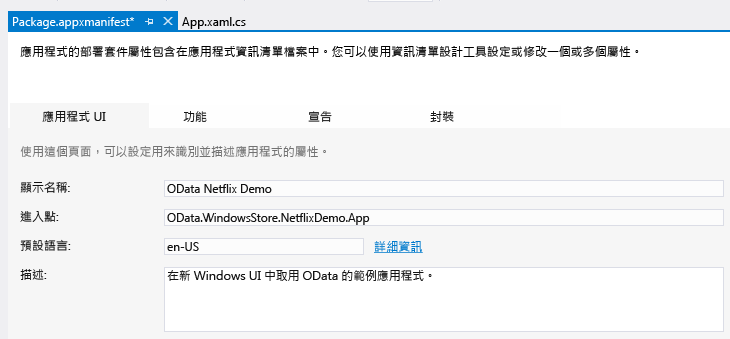 Package.appxmanifest* App.xaml.cs
應用程式的部署套件屬性包含在應用程式資訊清單檔案中。您可以使用資訊清單設計工具設定或修改一個或多個屬性。
應用程式 UI 功能 宣告 封裝
使用這個頁面，可以設定用來識別並描述應用程式的屬性。
顯示名稱: OData Netflix Demo
進入點: OData.WindowsStore.NetflixDemo.App
預設語言: en-US 詳細資訊
描述: 在新 Windows UI 中取用 OData 的範例應用程式。